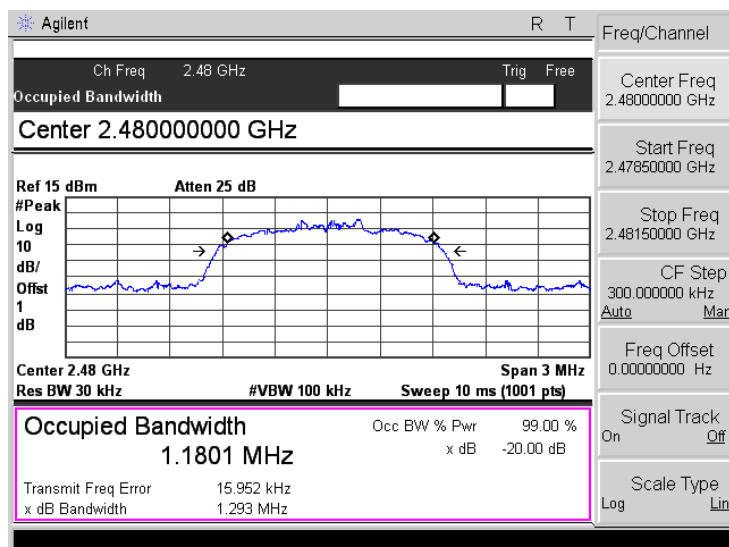 Agilent R T
Ch Freq 2.48 GHz Trig Free
Occupied Bandwidth
Center 2.480000000 GHz
Ref 15 dBm Atten 25 dB
#Peak
Log
10
dB/
Offst
1
dB
Center 2.48 GHz Span 3 MHz
Res BW 30 kHz #VBW 100 kHz Sweep 10 ms (1001 pts)
Occupied Bandwidth
1.1801 MHz
Occ BW % Pwr 99.00 %
x dB -20.00 dB
Transmit Freq Error 15.952 kHz
x dB Bandwidth 1.293 MHz
Freq/Channel
Center Freq
2.48000000 GHz
Start Freq
2.47850000 GHz
Stop Freq
2.48150000 GHz
CF Step
300.000000 kHz
Auto Man
Freq Offset
0.00000000 Hz
Signal Track
On Off
Scale Type
Log Lin